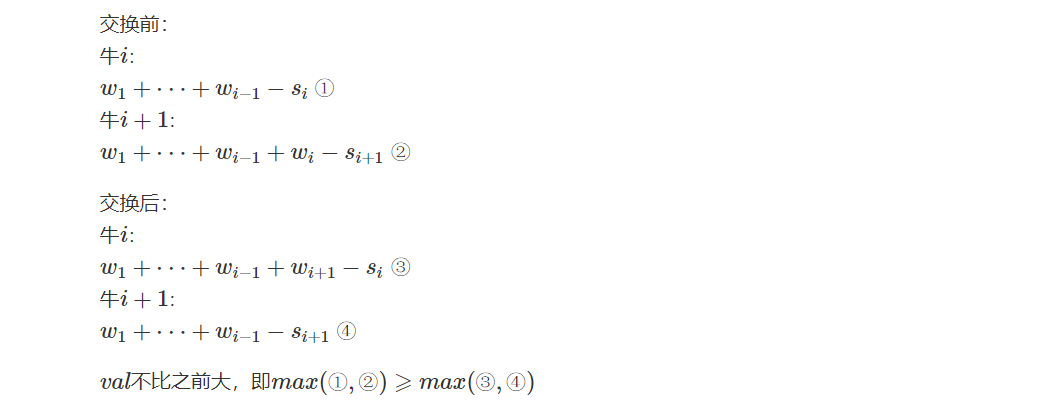 交换前：
牛i：
w₁ + ⋯ + wᵢ₋₁ − sᵢ ①
牛i + 1：
w₁ + ⋯ + wᵢ₋₁ + wᵢ − sᵢ₊₁ ②
交换后：
牛i：
w₁ + ⋯ + wᵢ₋₁ + wᵢ₊₁ − sᵢ ③
牛i + 1：
w₁ + ⋯ + wᵢ₋₁ − sᵢ₊₁ ④
val不比之前大，即max(①, ②) ⩾ max(③, ④)